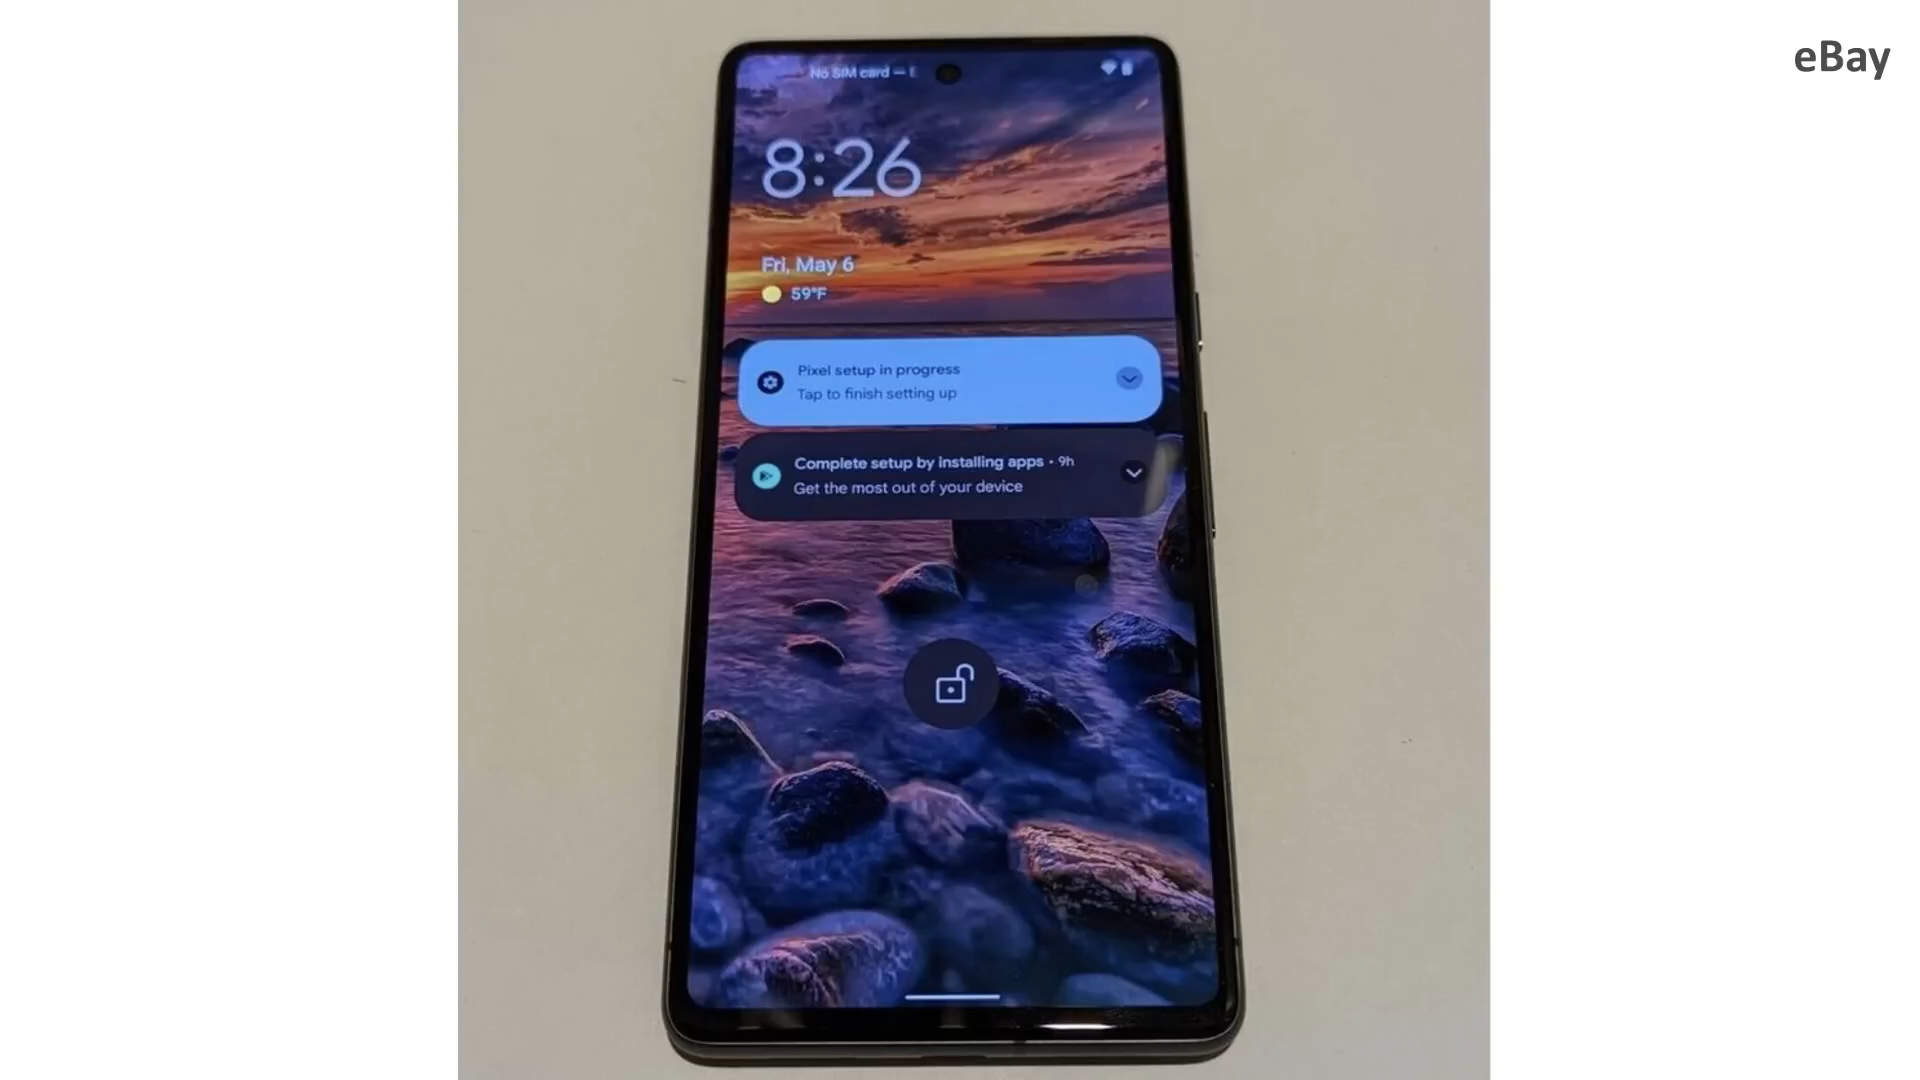 eBay
No SIM card — E
8:26
Fri, May 6
59°F
Pixel setup in progress
Tap to finish setting up
Complete setup by installing apps • 9h
Get the most out of your device